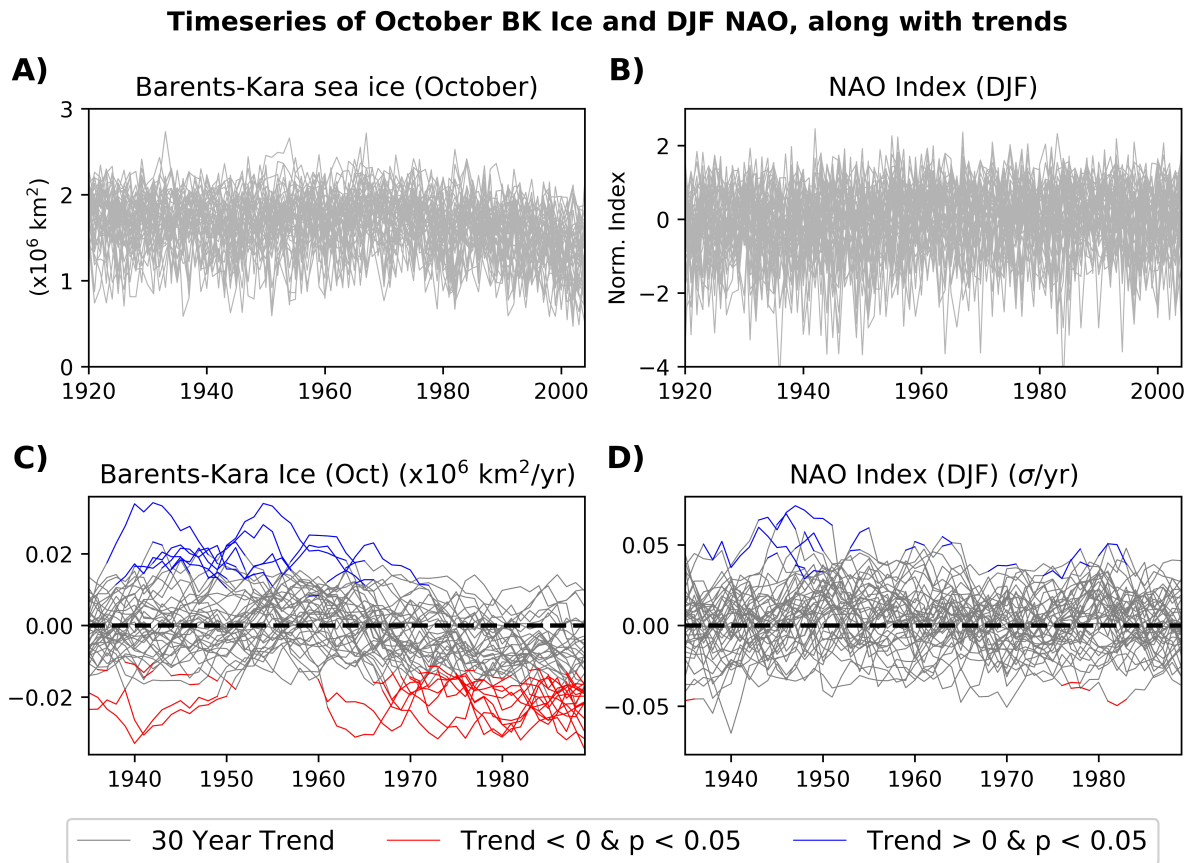 Timeseries of October BK Ice and DJF NAO, along with trends
A)
Barents-Kara sea ice (October)
(x10⁶ km²)
3
2
1
0
1920 1940 1960 1980 2000
B)
NAO Index (DJF)
Norm. Index
2
0
−2
−4
1920 1940 1960 1980 2000
C)
Barents-Kara Ice (Oct) (x10⁶ km²/yr)
0.02
0.00
−0.02
1940 1950 1960 1970 1980
D)
NAO Index (DJF) (σ/yr)
0.05
0.00
−0.05
1940 1950 1960 1970 1980
30 Year Trend Trend < 0 & p < 0.05 Trend > 0 & p < 0.05